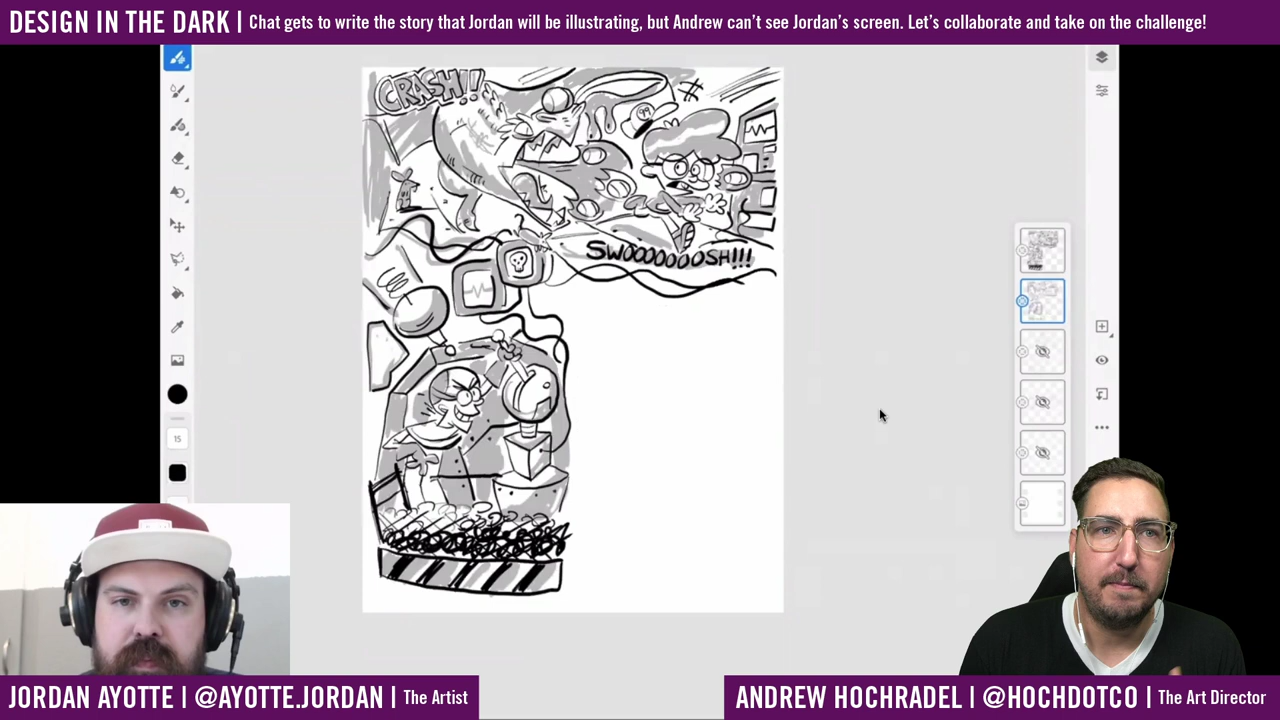 DESIGN IN THE DARK | Chat gets to write the story that Jordan will be illustrating, but Andrew can't see Jordan's screen. Let's collaborate and take on the challenge!
CRASH!!
SWOOOOOOOSH!!!
15
JORDAN AYOTTE | @AYOTTE.JORDAN | The Artist
ANDREW HOCHRADEL | @HOCHDOTCO | The Art Director